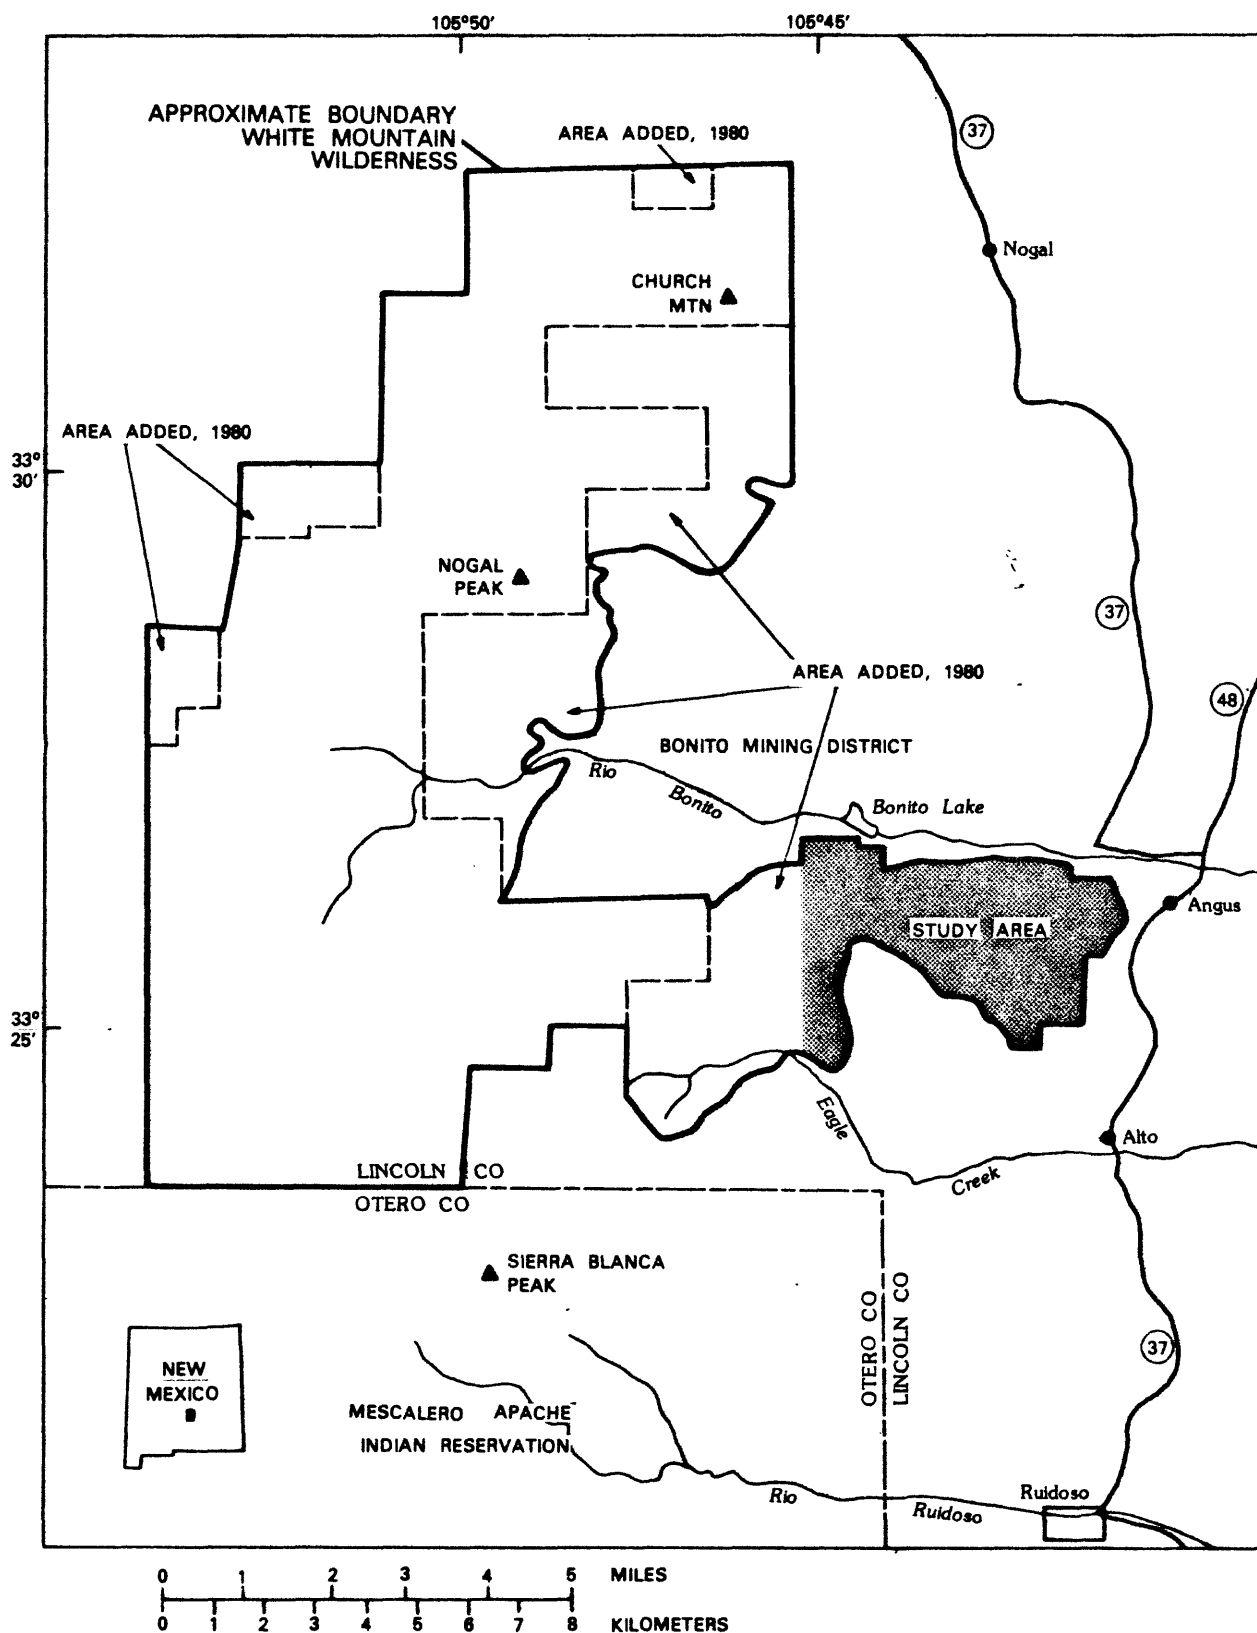 105°50'
105°45'
APPROXIMATE BOUNDARY
WHITE MOUNTAIN
WILDERNESS
AREA ADDED, 1980
37
Nogal
CHURCH
MTN
AREA ADDED, 1980
33°
30'
NOGAL
PEAK
37
AREA ADDED, 1980
48
BONITO MINING DISTRICT
Rio
Bonito
Bonito Lake
Angus
STUDY AREA
33°
25'
Eagle
Creek
Alto
LINCOLN CO
OTERO CO
SIERRA BLANCA
PEAK
OTERO CO
LINCOLN CO
37
NEW
MEXICO
MESCALERO APACHE
INDIAN RESERVATION
Rio
Ruidoso
Ruidoso
0 1 2 3 4 5 MILES
0 1 2 3 4 5 6 7 8 KILOMETERS